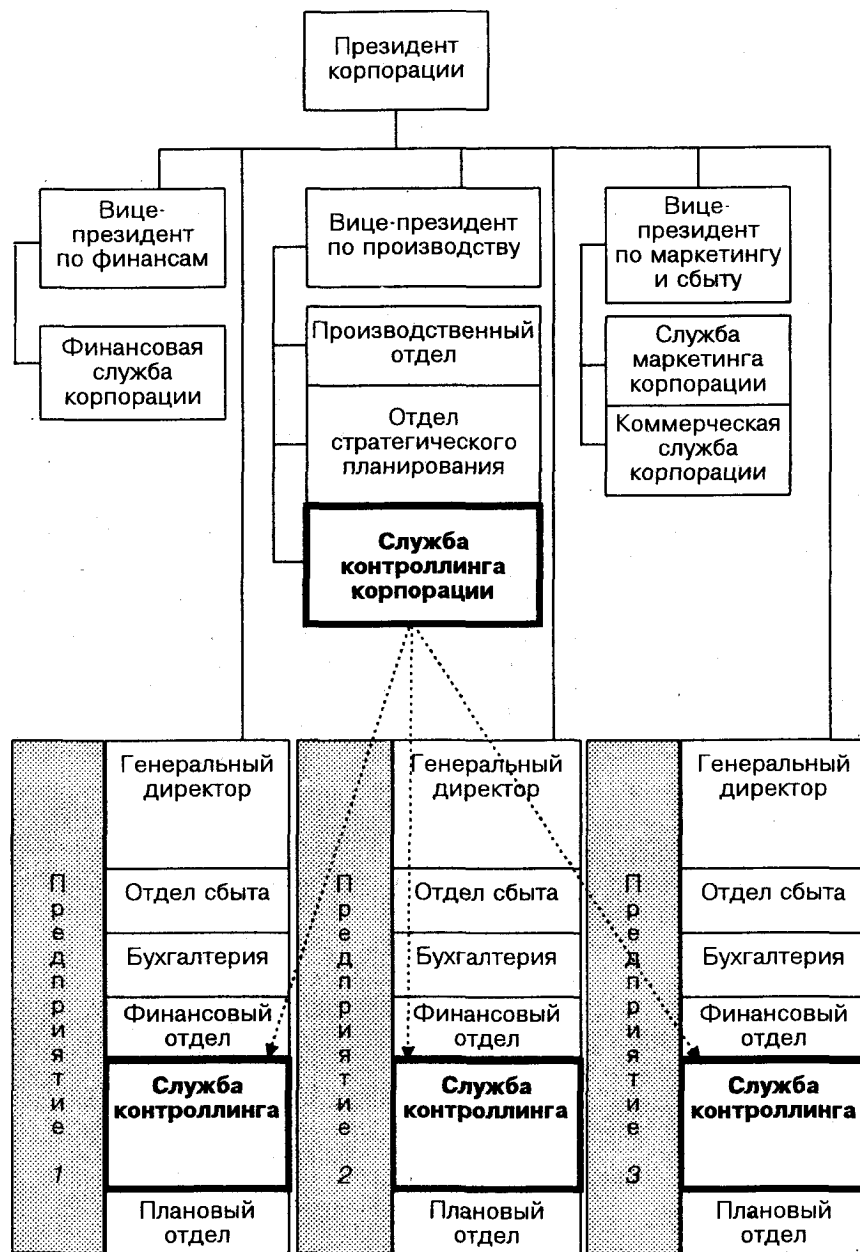 Президент
корпорации
Вице-
президент
по финансам
Вице-президент
по производству
Вице-
президент
по маркетингу
и сбыту
Финансовая
служба
корпорации
Производственный
отдел
Отдел
стратегического
планирования
Служба
контроллинга
корпорации
Служба
маркетинга
корпорации
Коммерческая
служба
корпорации
Предприятие 1
Генеральный
директор
Отдел сбыта
Бухгалтерия
Финансовый
отдел
Служба
контроллинга
Плановый
отдел
Предприятие 2
Генеральный
директор
Отдел сбыта
Бухгалтерия
Финансовый
отдел
Служба
контроллинга
Плановый
отдел
Предприятие 3
Генеральный
директор
Отдел сбыта
Бухгалтерия
Финансовый
отдел
Служба
контроллинга
Плановый
отдел